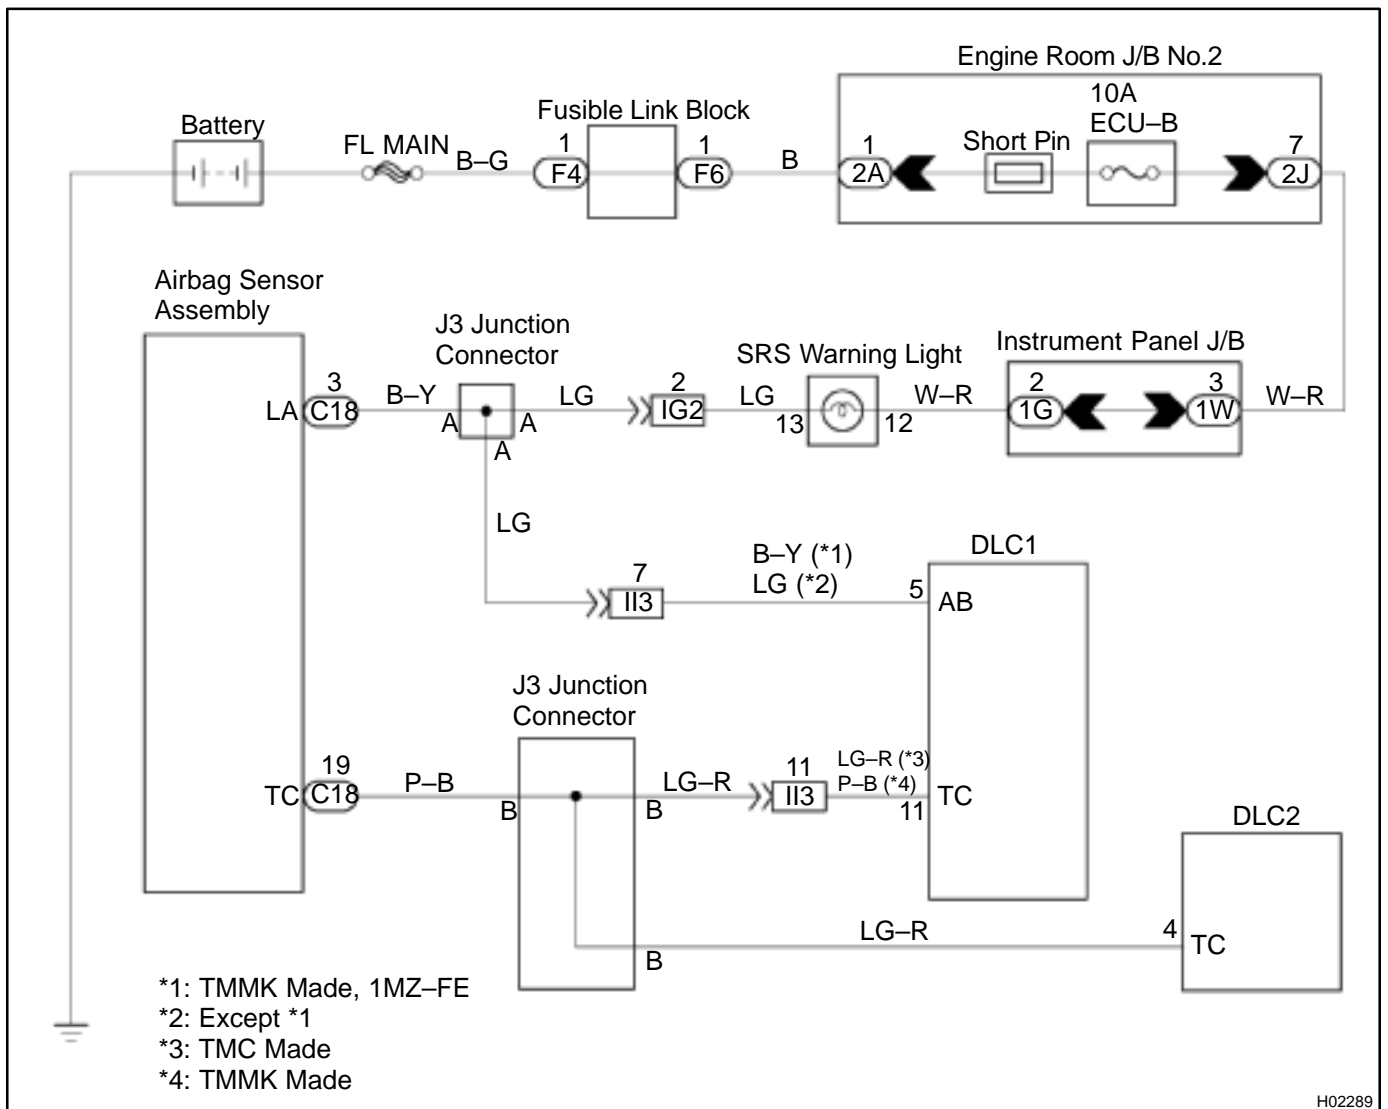 Engine Room J/B No.2
10A
ECU–B
Battery
FL MAIN
B–G
Fusible Link Block
1
F4
1
F6
B
1
2A
Short Pin
7
2J
Airbag Sensor
Assembly
LA
3
C18
B–Y
J3 Junction
Connector
A
A
A
LG
2
IG2
LG
SRS Warning Light
13
12
W–R
Instrument Panel J/B
2
1G
3
1W
W–R
LG
7
II3
B–Y (*1)
LG (*2)
DLC1
5
AB
J3 Junction
Connector
TC
19
C18
P–B
B
B
LG–R
11
II3
LG–R (*3)
P–B (*4)
11
TC
DLC2
B
LG–R
4
TC
*1: TMMK Made, 1MZ–FE
*2: Except *1
*3: TMC Made
*4: TMMK Made
H02289